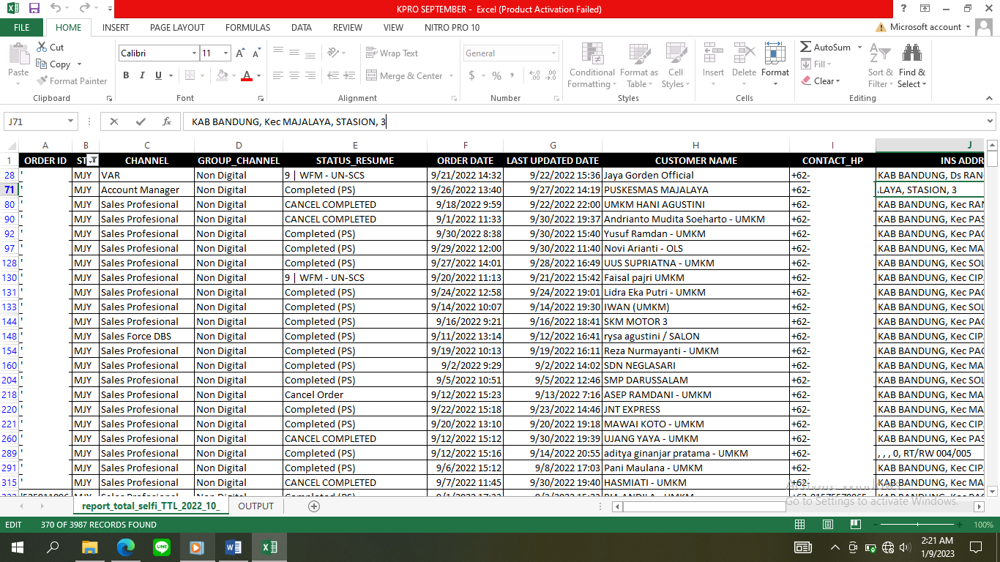 KPRO SEPTEMBER - Excel (Product Activation Failed)
FILE HOME INSERT PAGE LAYOUT FORMULAS DATA REVIEW VIEW NITRO PRO 10 Microsoft account
Paste Cut Copy Format Painter Clipboard
Calibri 11 B I U A Font
Wrap Text Merge & Center Alignment
General $ % , Number
Conditional Formatting Format as Table Cell Styles Styles
Insert Delete Format Cells
AutoSum Fill Clear Sort & Filter Find & Select Editing
J71 fx KAB BANDUNG, Kec MAJALAYA, STASION, 3
A B C D E F G H I J
1 ORDER ID ST CHANNEL GROUP_CHANNEL STATUS_RESUME ORDER DATE LAST UPDATED DATE CUSTOMER NAME CONTACT_HP INS ADDR
28 ' MJY VAR Non Digital 9 | WFM - UN-SCS 9/21/2022 14:32 9/22/2022 15:36 Jaya Gorden Official +62- KAB BANDUNG, Ds RAN
71 ' MJY Account Manager Non Digital Completed (PS) 9/26/2022 13:40 9/27/2022 14:19 PUSKESMAS MAJALAYA +62- LAYA, STASION, 3
80 ' MJY Sales Profesional Non Digital CANCEL COMPLETED 9/18/2022 9:59 9/22/2022 22:00 UMKM HANI AGUSTINI +62- KAB BANDUNG, Kec RAN
90 ' MJY Sales Profesional Non Digital CANCEL COMPLETED 9/1/2022 11:33 9/30/2022 19:37 Andrianto Mudita Soeharto - UMKM +62- KAB BANDUNG, Kec PAS
92 ' MJY Sales Profesional Non Digital Completed (PS) 9/30/2022 8:38 9/30/2022 15:40 Yusuf Ramdan - UMKM +62- KAB BANDUNG, Kec PAC
97 ' MJY Sales Profesional Non Digital Completed (PS) 9/29/2022 12:00 9/30/2022 11:40 Novi Arianti - OLS +62- KAB BANDUNG, Kec MA
128 ' MJY Sales Profesional Non Digital Completed (PS) 9/27/2022 14:01 9/28/2022 16:49 UUS SUPRIATNA - UMKM +62- KAB BANDUNG, Kec SOL
130 ' MJY Sales Profesional Non Digital 9 | WFM - UN-SCS 9/20/2022 11:13 9/21/2022 15:42 Faisal pajri UMKM +62- KAB BANDUNG, Kec CIP
131 ' MJY Sales Profesional Non Digital Completed (PS) 9/24/2022 12:58 9/24/2022 19:01 Lidra Eka Putri - UMKM +62- KAB BANDUNG, Kec PAC
133 ' MJY Sales Profesional Non Digital Completed (PS) 9/14/2022 10:07 9/14/2022 19:30 IWAN (UMKM) +62- KAB BANDUNG, Kec SOL
144 ' MJY Sales Profesional Non Digital Completed (PS) 9/16/2022 9:21 9/16/2022 18:41 SKM MOTOR 3 +62- KAB BANDUNG, Kec PAC
148 ' MJY Sales Force DBS Non Digital Completed (PS) 9/11/2022 13:14 9/12/2022 16:41 rysa agustini / SALON +62- KAB BANDUNG, Kec CIP
154 ' MJY Sales Profesional Non Digital Completed (PS) 9/19/2022 10:13 9/19/2022 16:11 Reza Nurmayanti - UMKM +62- KAB BANDUNG, Kec PAC
160 ' MJY Sales Profesional Non Digital Completed (PS) 9/2/2022 9:29 9/2/2022 14:02 SDN NEGLASARI +62- KAB BANDUNG, Kec MA
204 ' MJY Sales Profesional Non Digital Completed (PS) 9/5/2022 10:51 9/5/2022 12:46 SMP DARUSSALAM +62- KAB BANDUNG, Kec SOL
218 ' MJY Sales Profesional Non Digital Cancel Order 9/12/2022 15:23 9/13/2022 7:16 ASEP RAMDANI - UMKM +62- KAB BANDUNG, Kec MA
220 ' MJY Sales Profesional Non Digital Completed (PS) 9/22/2022 15:18 9/23/2022 14:46 JNT EXPRESS +62- KAB BANDUNG, Kec MA
221 ' MJY Sales Profesional Non Digital Completed (PS) 9/20/2022 13:10 9/20/2022 19:18 MAWAI KOTO - UMKM +62- KAB BANDUNG, Kec CIP
260 ' MJY Sales Profesional Non Digital CANCEL COMPLETED 9/12/2022 15:12 9/30/2022 19:39 UJANG YAYA - UMKM +62- KAB BANDUNG, Kec PAS
289 ' MJY Sales Profesional Non Digital Completed (PS) 9/12/2022 15:16 9/14/2022 20:55 aditya ginanjar pratama - UMKM +62- , , , 0, RT/RW 004/005
291 ' MJY Sales Profesional Non Digital Completed (PS) 9/6/2022 15:12 9/8/2022 17:03 Pani Maulana - UMKM +62- KAB BANDUNG, Kec CIP
315 ' MJY Sales Profesional Non Digital CANCEL COMPLETED 9/7/2022 11:45 9/30/2022 19:40 HASMIATI - UMKM +62- KAB BANDUNG, Kec MA
Activate Windows
Go to Settings to activate Windows.
report_total_selfi_TTL_2022_10_ OUTPUT
EDIT 370 OF 3987 RECORDS FOUND 100%
2:21 AM
1/9/2023